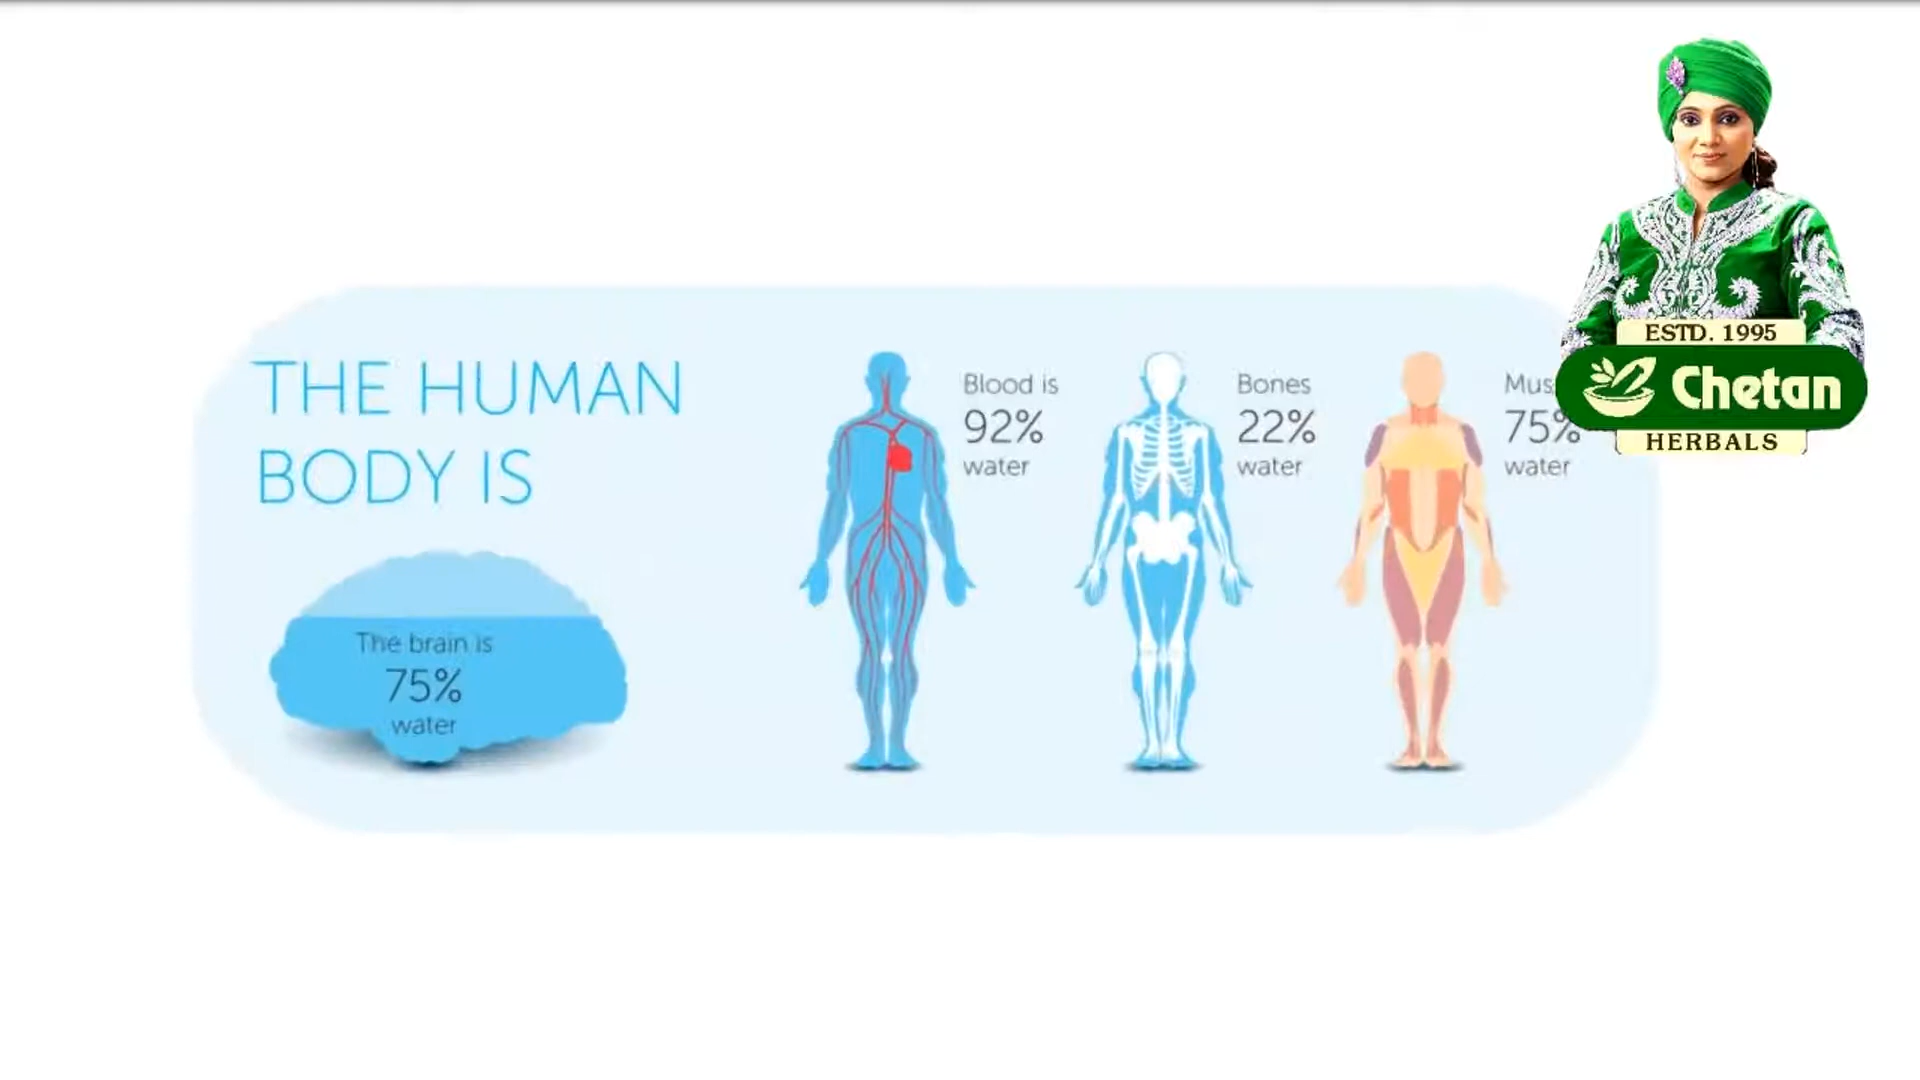 THE HUMAN
BODY IS
The brain is
75%
water
Blood is
92%
water
Bones
22%
water
75%
water
ESTD. 1995
Chetan
HERBALS